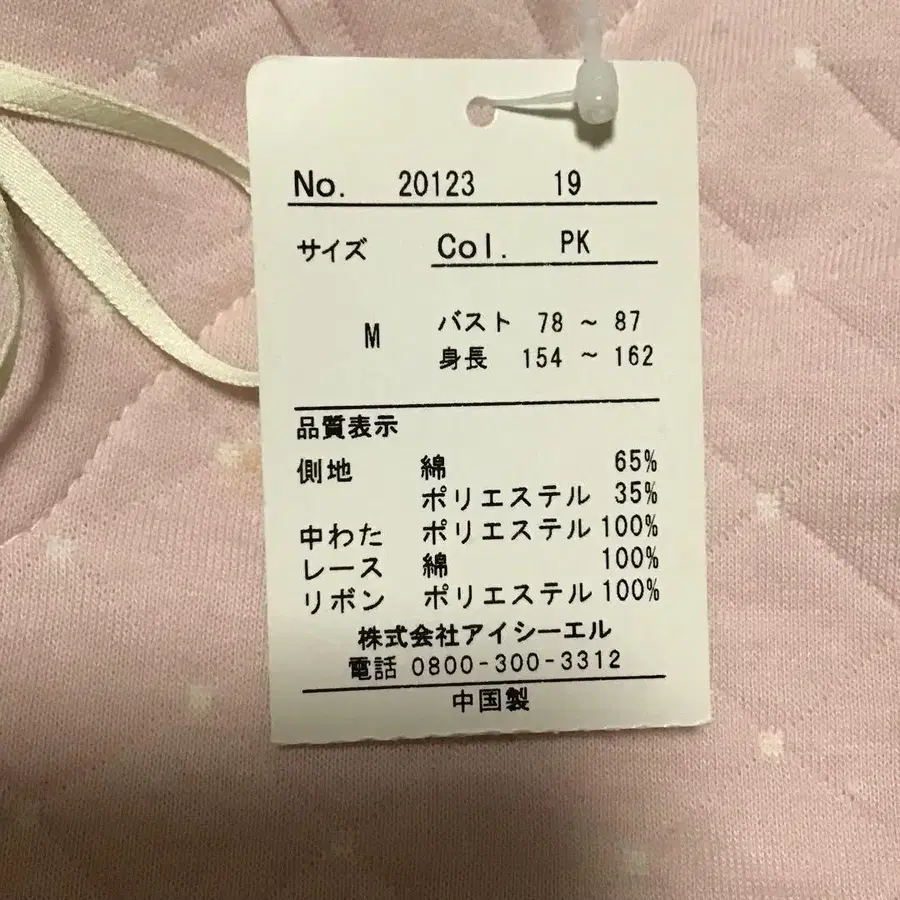 No. 20123 19
サイズ Col. PK
M バスト 78 ~ 87
身長 154 ~ 162
品質表示
側地 綿 65%
ポリエステル 35%
中わた ポリエステル 100%
レース 綿 100%
リボン ポリエステル 100%
株式会社アイシーエル
電話 0800-300-3312
中国製